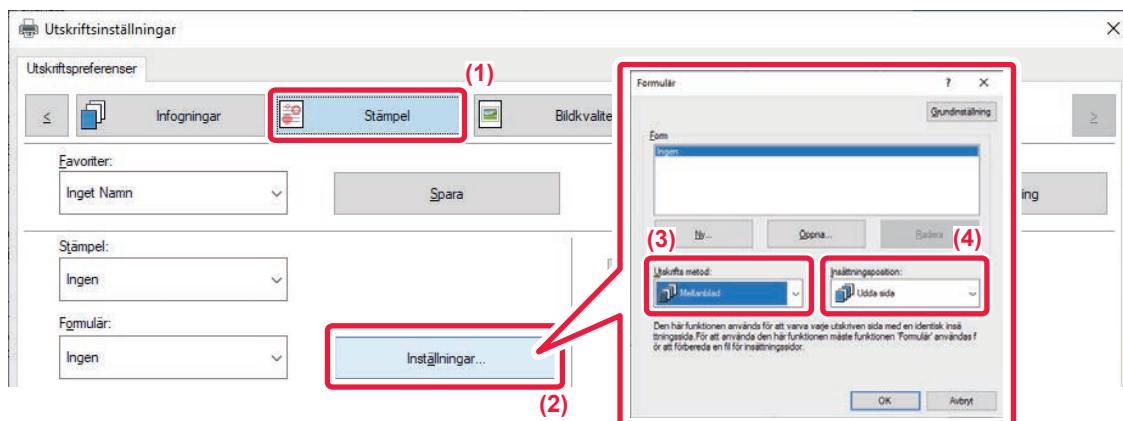 Utskriftsinställningar
Utskriftspreferenser
(1)
Infogningar
Stämpel
Bildkvalite
Favoriter:
Inget Namn
Spara
ing
Stämpel:
Ingen
Formulär:
Ingen
Inställningar...
(2)
Formulär
Grundinställning
Form
Ingen
Ny...
Öppna...
Radera
(3)
(4)
Utskrifts metod:
Insättningsposition:
Mellanblad
Udda sida
Den här funktionen används för att varva varje utskriven sida med en identisk insä
ttningssida.För att använda den här funktionen måste funktionen 'Formulär' användas f
ör att förbereda en fil för insättningssidor.
OK
Avbryt